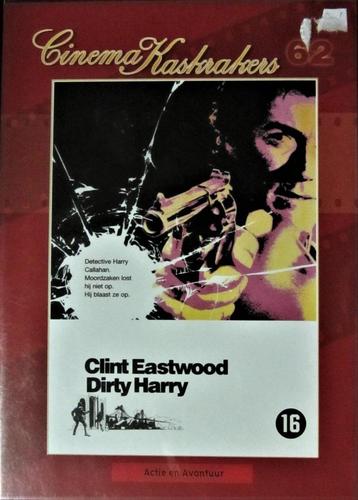 Cinema Kaskrakers
62
Detective Harry
Callahan.
Moordzaken lost
hij niet op.
Hij blaast ze op.
Clint Eastwood
Dirty Harry
16
Actie en Avontuur